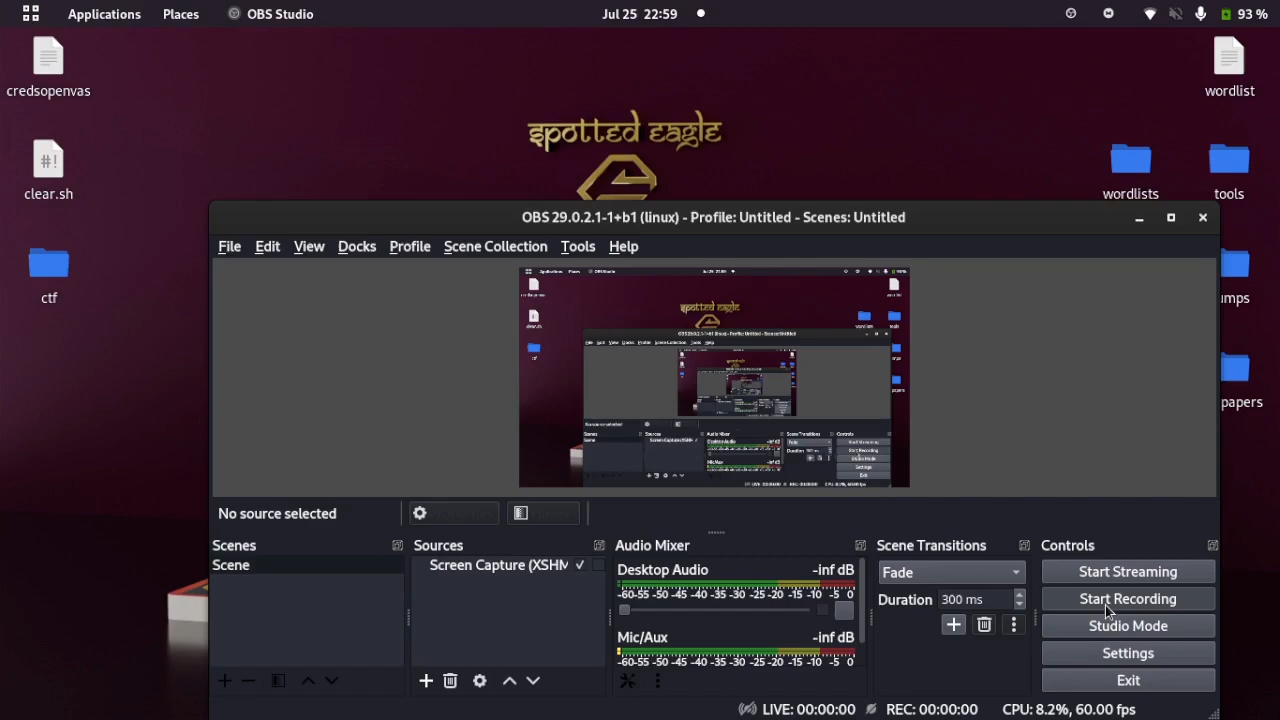 Applications Places OBS Studio Jul 25 22:59 93 %
credsopenvas
wordlist
spotted eagle
clear.sh
wordlists
tools
ctf
OBS 29.0.2.1-1+b1 (linux) - Profile: Untitled - Scenes: Untitled
File Edit View Docks Profile Scene Collection Tools Help
No source selected
Scenes
Scene
Sources
Screen Capture (XSHM
Audio Mixer
Desktop Audio -inf dB
-60 -55 -50 -45 -40 -35 -30 -25 -20 -15 -10 -5 0
Mic/Aux -inf dB
-60 -55 -50 -45 -40 -35 -30 -25 -20 -15 -10 -5 0
Scene Transitions
Fade
Duration 300 ms
Controls
Start Streaming
Start Recording
Studio Mode
Settings
Exit
LIVE: 00:00:00 REC: 00:00:00 CPU: 8.2%, 60.00 fps